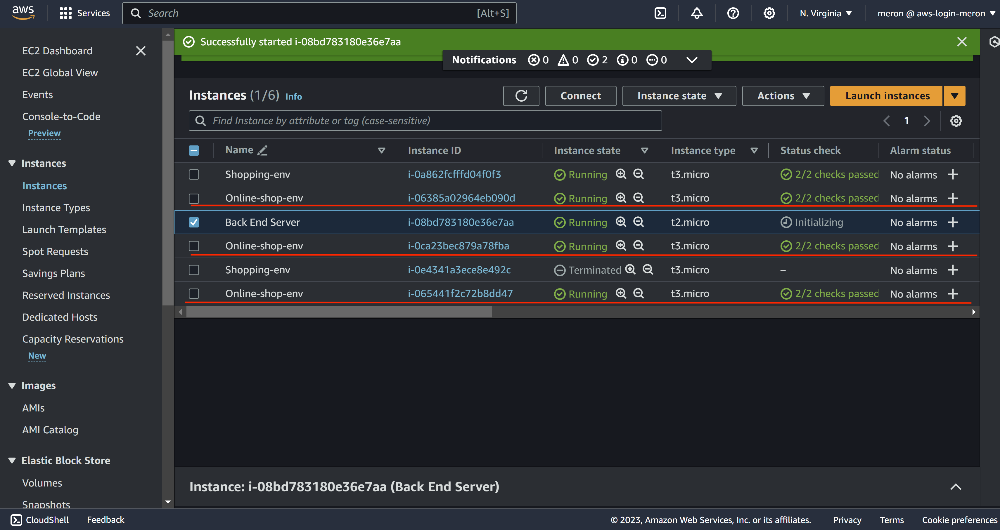 aws Services Search [Alt+S] N. Virginia meron @ aws-login-meron
Successfully started i-08bd783180e36e7aa
Notifications 0 0 2 0 0
EC2 Dashboard
EC2 Global View
Events
Console-to-Code
Preview
Instances
Instances
Instance Types
Launch Templates
Spot Requests
Savings Plans
Reserved Instances
Dedicated Hosts
Capacity Reservations
New
Images
AMIs
AMI Catalog
Elastic Block Store
Volumes
Snapshots
Instances (1/6) Info Connect Instance state Actions Launch instances
Find Instance by attribute or tag (case-sensitive) 1
Name Instance ID Instance state Instance type Status check Alarm status
Shopping-env i-0a862fcfffd04f0f3 Running t3.micro 2/2 checks passed No alarms +
Online-shop-env i-06385a02964eb090d Running t3.micro 2/2 checks passed No alarms +
Back End Server i-08bd783180e36e7aa Running t2.micro Initializing No alarms +
Online-shop-env i-0ca23bec879a78fba Running t3.micro 2/2 checks passed No alarms +
Shopping-env i-0e4341a3ece8e492c Terminated t3.micro – No alarms +
Online-shop-env i-065441f2c72b8dd47 Running t3.micro 2/2 checks passed No alarms +
Instance: i-08bd783180e36e7aa (Back End Server)
CloudShell Feedback © 2023, Amazon Web Services, Inc. or its affiliates. Privacy Terms Cookie preferences